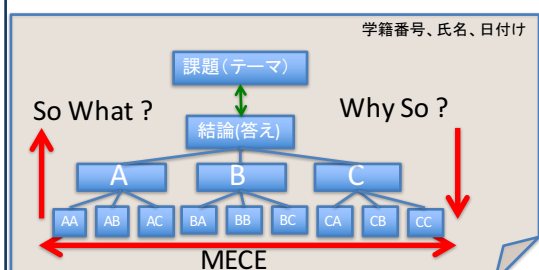 学籍番号、氏名、日付け
課題(テーマ)
So What ?
Why So ?
結論(答え)
A B C
AA AB AC BA BB BC CA CB CC
MECE